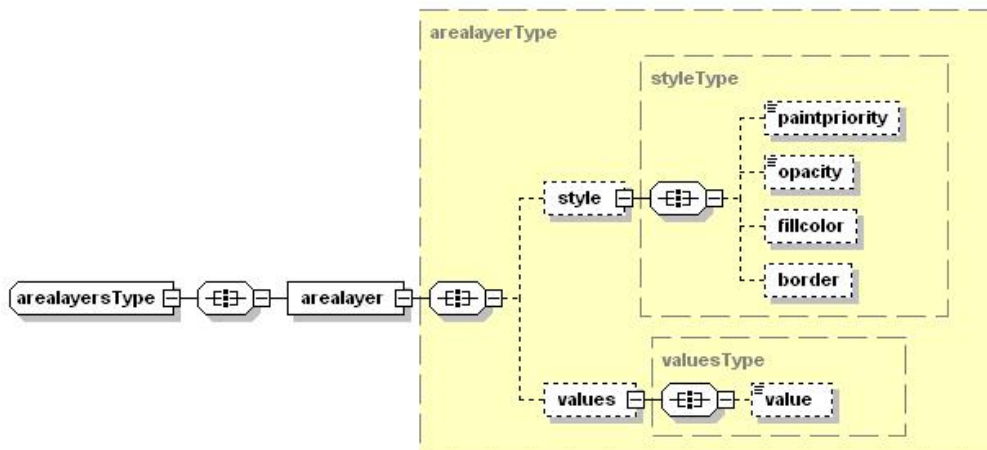 arealayerType
styleType
paintpriority
opacity
style
fillcolor
border
arealayersType
arealayer
valuesType
values
value